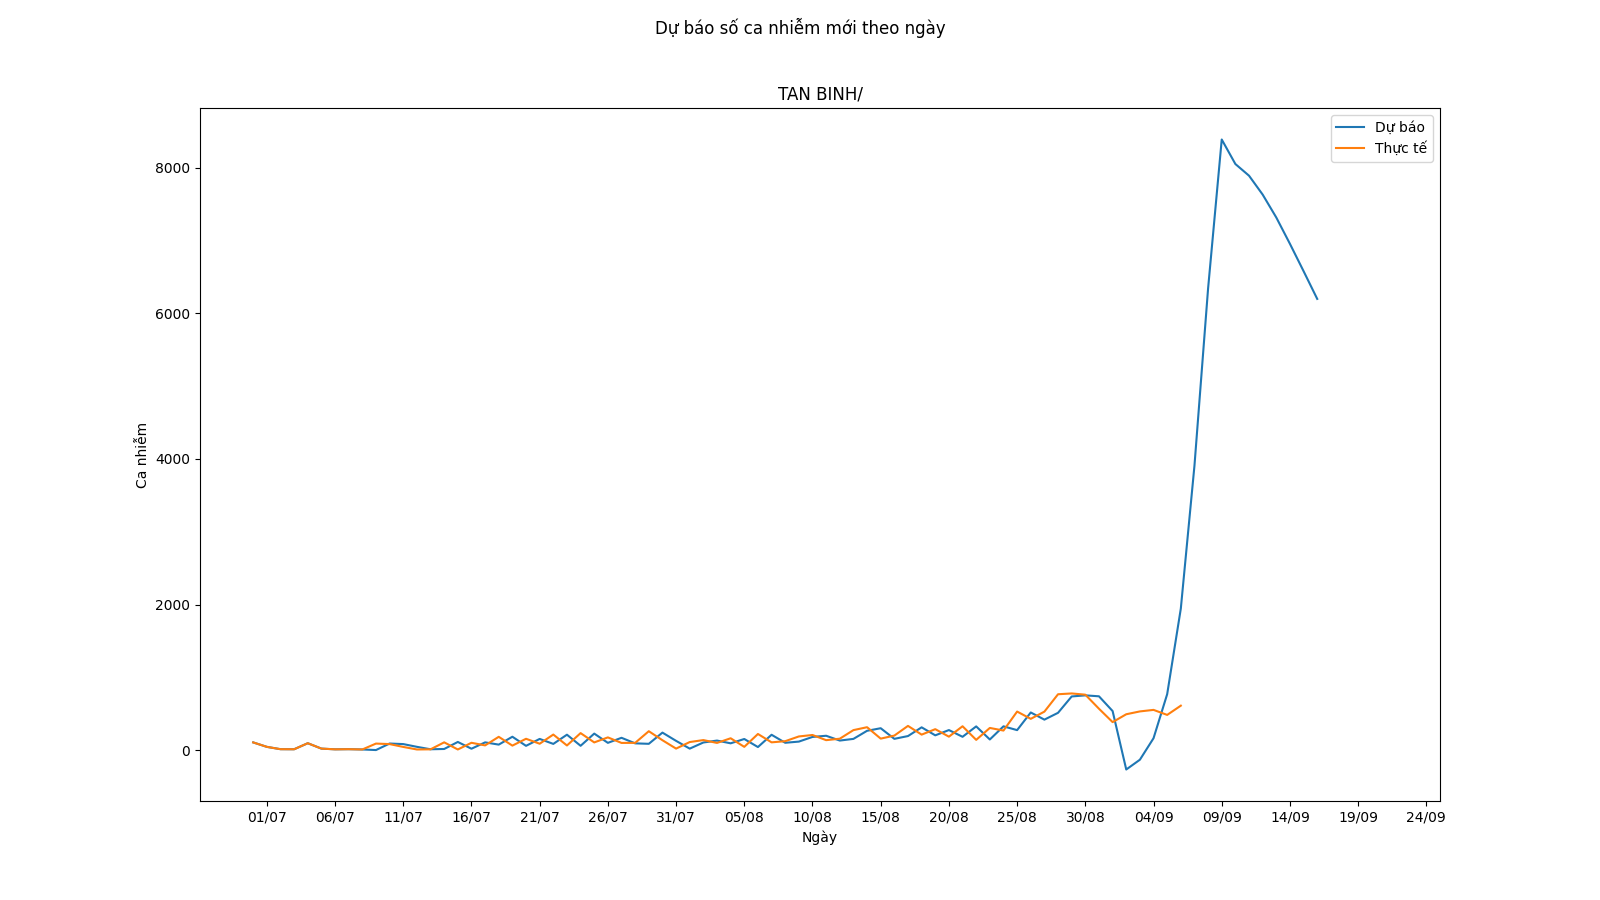 Dự báo số ca nhiễm mới theo ngày
TAN BINH/
Dự báo
Thực tế
8000
6000
4000
2000
0
Ca nhiễm
01/07 06/07 11/07 16/07 21/07 26/07 31/07 05/08 10/08 15/08 20/08 25/08 30/08 04/09 09/09 14/09 19/09 24/09
Ngày